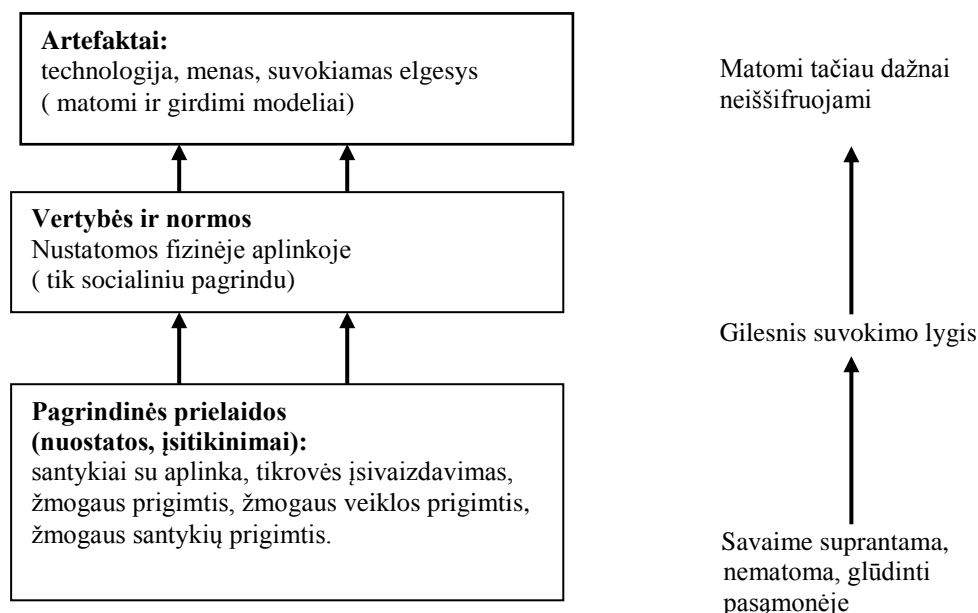 Artefaktai:
technologija, menas, suvokiamas elgesys
( matomi ir girdimi modeliai)
Matomi tačiau dažnai
neiššifruojami
Vertybės ir normos
Nustatomos fizinėje aplinkoje
( tik socialiniu pagrindu)
Gilesnis suvokimo lygis
Pagrindinės prielaidos
(nuostatos, įsitikinimai):
santykiai su aplinka, tikrovės įsivaizdavimas,
žmogaus prigimtis, žmogaus veiklos prigimtis,
žmogaus santykių prigimtis.
Savaime suprantama,
nematoma, glūdinti
pasąmonėje